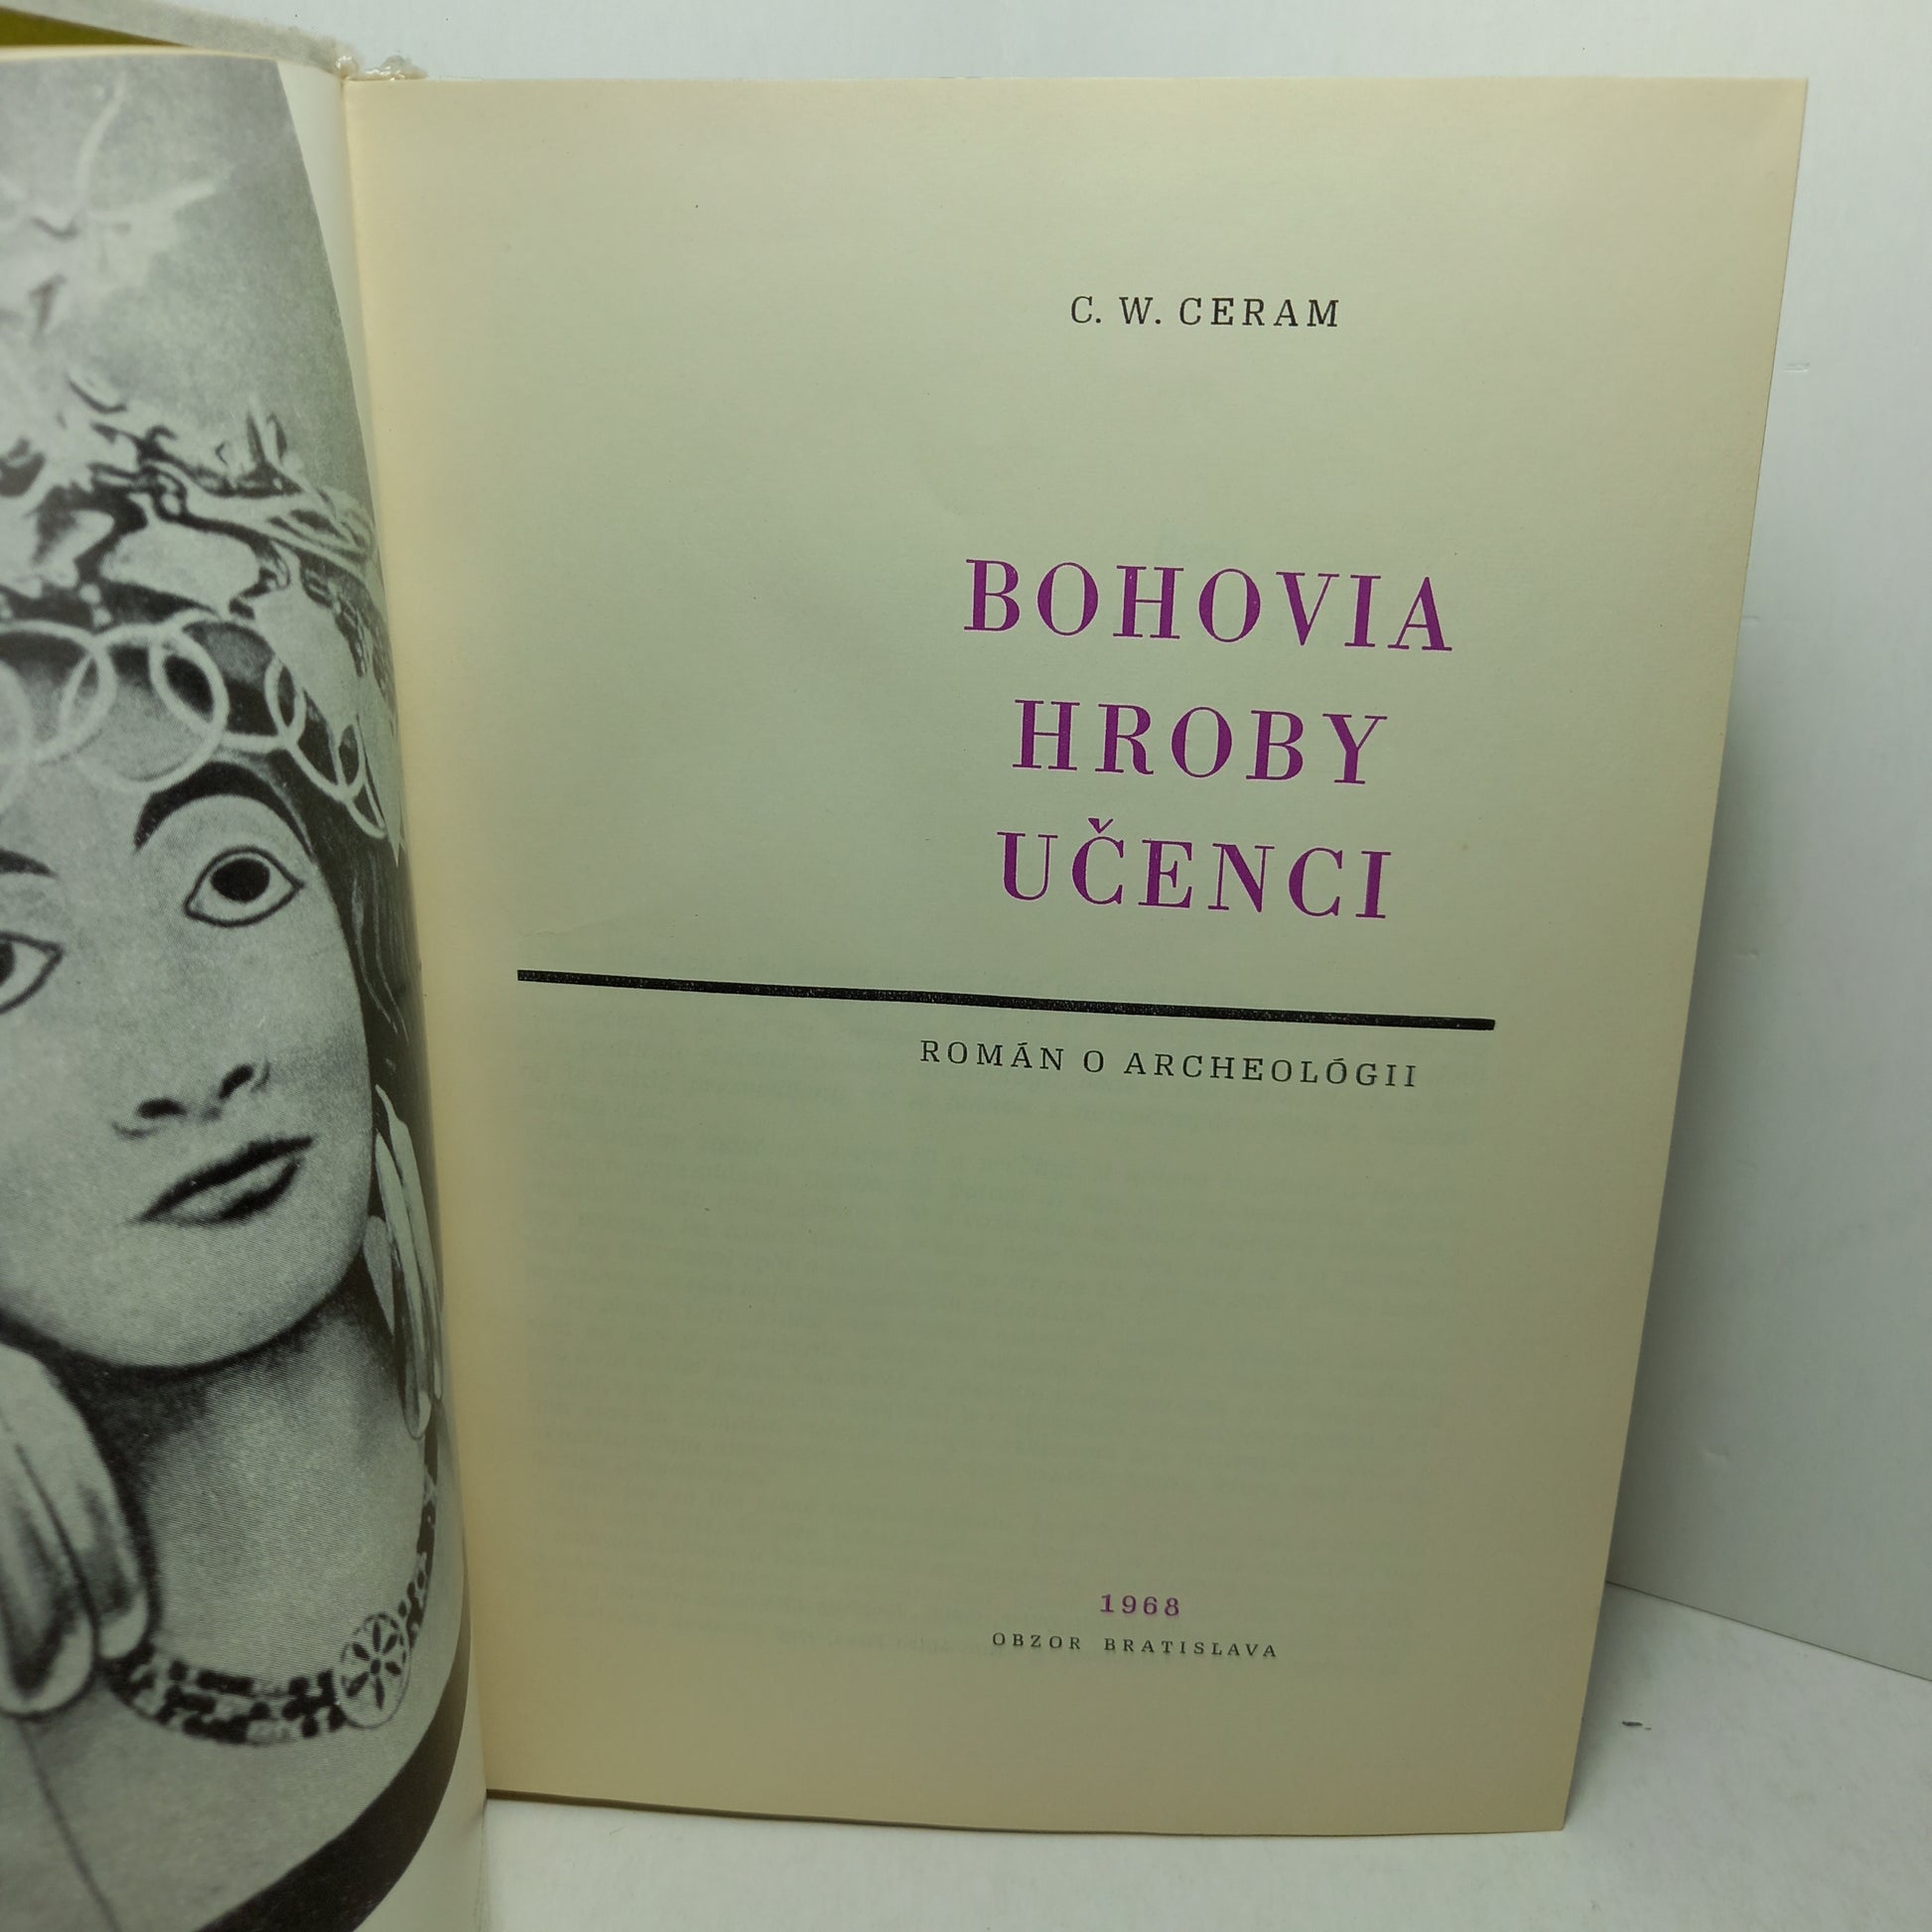 C. W. CERAM
BOHOVIA
HROBY
UČENCI
ROMÁN O ARCHEOLÓGII
1968
OBZOR BRATISLAVA